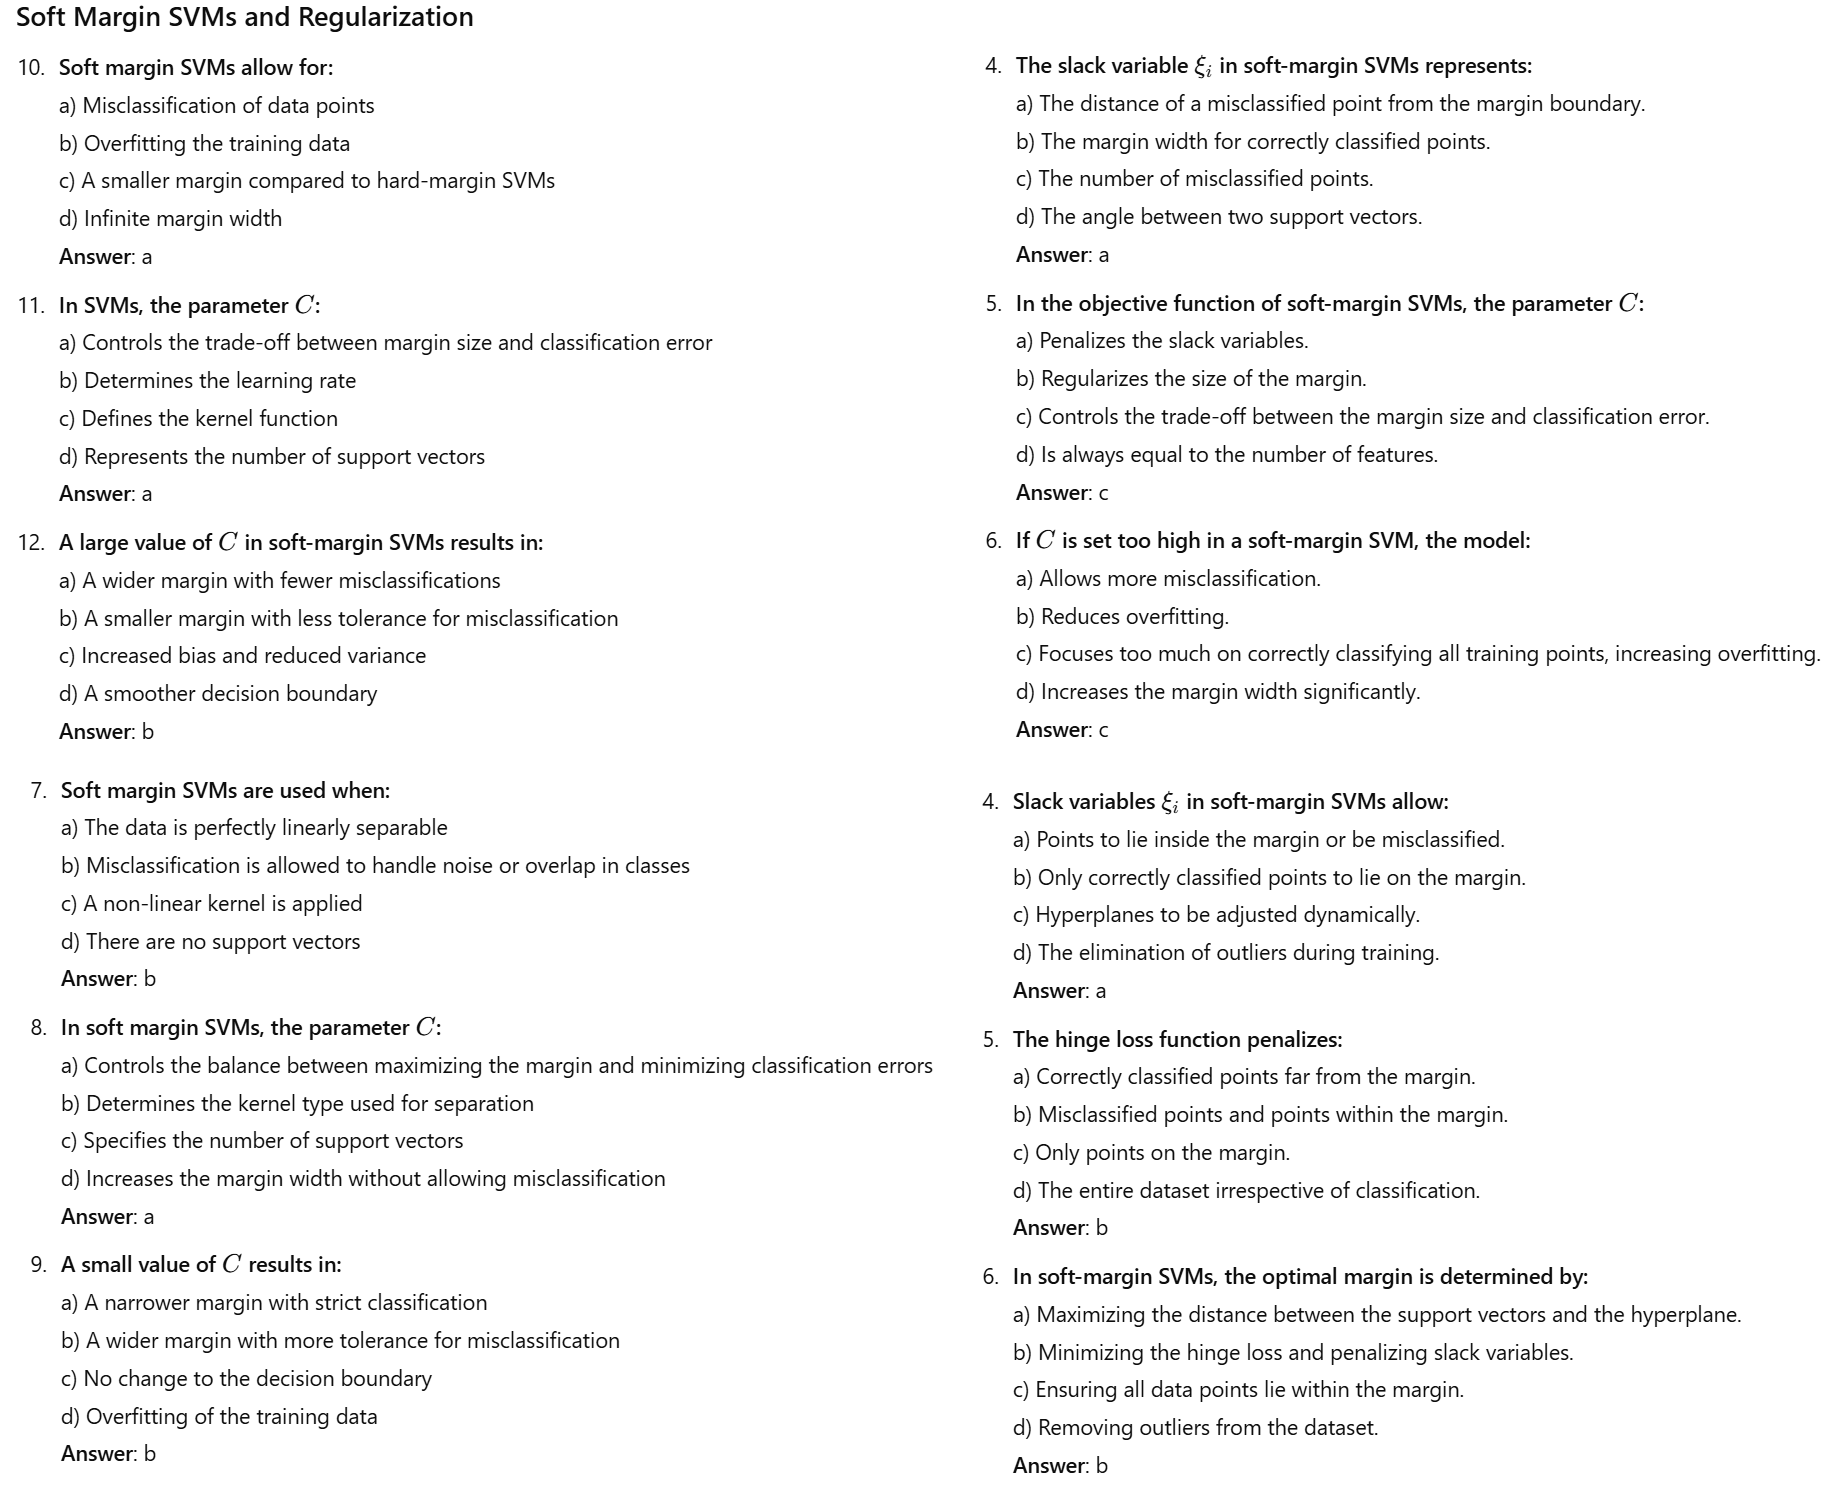 Soft Margin SVMs and Regularization
10. Soft margin SVMs allow for:
a) Misclassification of data points
b) Overfitting the training data
c) A smaller margin compared to hard-margin SVMs
d) Infinite margin width
Answer: a
11. In SVMs, the parameter C:
a) Controls the trade-off between margin size and classification error
b) Determines the learning rate
c) Defines the kernel function
d) Represents the number of support vectors
Answer: a
12. A large value of C in soft-margin SVMs results in:
a) A wider margin with fewer misclassifications
b) A smaller margin with less tolerance for misclassification
c) Increased bias and reduced variance
d) A smoother decision boundary
Answer: b
7. Soft margin SVMs are used when:
a) The data is perfectly linearly separable
b) Misclassification is allowed to handle noise or overlap in classes
c) A non-linear kernel is applied
d) There are no support vectors
Answer: b
8. In soft margin SVMs, the parameter C:
a) Controls the balance between maximizing the margin and minimizing classification errors
b) Determines the kernel type used for separation
c) Specifies the number of support vectors
d) Increases the margin width without allowing misclassification
Answer: a
9. A small value of C results in:
a) A narrower margin with strict classification
b) A wider margin with more tolerance for misclassification
c) No change to the decision boundary
d) Overfitting of the training data
Answer: b
4. The slack variable ξᵢ in soft-margin SVMs represents:
a) The distance of a misclassified point from the margin boundary.
b) The margin width for correctly classified points.
c) The number of misclassified points.
d) The angle between two support vectors.
Answer: a
5. In the objective function of soft-margin SVMs, the parameter C:
a) Penalizes the slack variables.
b) Regularizes the size of the margin.
c) Controls the trade-off between the margin size and classification error.
d) Is always equal to the number of features.
Answer: c
6. If C is set too high in a soft-margin SVM, the model:
a) Allows more misclassification.
b) Reduces overfitting.
c) Focuses too much on correctly classifying all training points, increasing overfitting.
d) Increases the margin width significantly.
Answer: c
4. Slack variables ξᵢ in soft-margin SVMs allow:
a) Points to lie inside the margin or be misclassified.
b) Only correctly classified points to lie on the margin.
c) Hyperplanes to be adjusted dynamically.
d) The elimination of outliers during training.
Answer: a
5. The hinge loss function penalizes:
a) Correctly classified points far from the margin.
b) Misclassified points and points within the margin.
c) Only points on the margin.
d) The entire dataset irrespective of classification.
Answer: b
6. In soft-margin SVMs, the optimal margin is determined by:
a) Maximizing the distance between the support vectors and the hyperplane.
b) Minimizing the hinge loss and penalizing slack variables.
c) Ensuring all data points lie within the margin.
d) Removing outliers from the dataset.
Answer: b